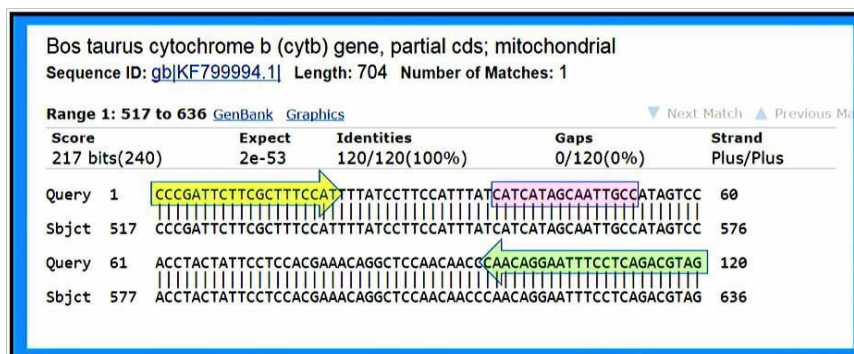 Bos taurus cytochrome b (cytb) gene, partial cds; mitochondrial
Sequence ID: gb|KF799994.1| Length: 704 Number of Matches: 1
Range 1: 517 to 636 GenBank Graphics ▼ Next Match ▲ Previous Ma
Score Expect Identities Gaps Strand
217 bits(240) 2e-53 120/120(100%) 0/120(0%) Plus/Plus
Query 1 CCCGATTCTTCGCTTTCCATTTTATCCTTCCATTTATCATCATAGCAATTGCCATAGTCC 60
Sbjct 517 CCCGATTCTTCGCTTTCCATTTTATCCTTCCATTTATCATCATAGCAATTGCCATAGTCC 576
Query 61 ACCTACTATTCCTCCACGAAACAGGCTCCAACAACCCAACAGGAATTTCCTCAGACGTAG 120
Sbjct 577 ACCTACTATTCCTCCACGAAACAGGCTCCAACAACCCAACAGGAATTTCCTCAGACGTAG 636